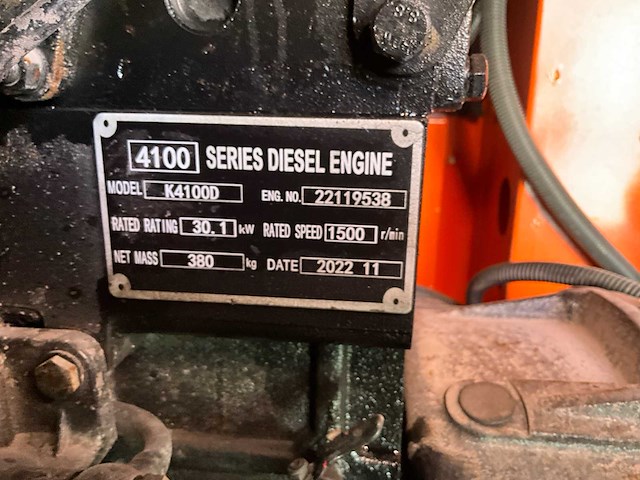 4100 SERIES DIESEL ENGINE
MODEL K4100D ENG. NO. 22119538
RATED RATING 30.1 kW RATED SPEED 1500 r/min
NET MASS 380 kg DATE 2022 11